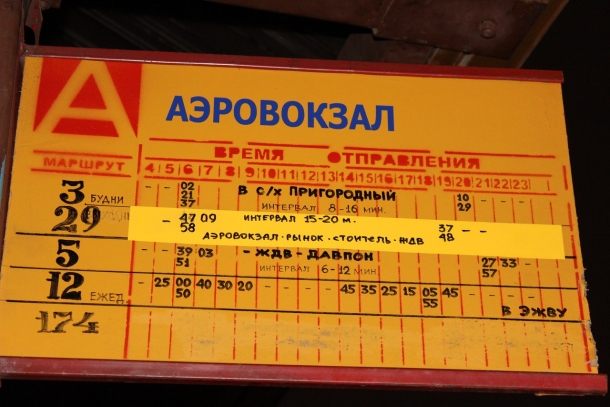 А АЭРОВОКЗАЛ
ВРЕМЯ ОТПРАВЛЕНИЯ
МАРШРУТ 4 5 6 7 8 9 10 11 12 13 14 15 16 17 18 19 20 21 22 23
3 БУДНИ - - 02 21 37 В С/Х ПРИГОРОДНЫЙ 10 29 - - -
ИНТЕРВАЛ 8-16 МИН.
29 - 47 58 09 ИНТЕРВАЛ 15-20 М. 37 48 - -
АЭРОВОКЗАЛ·РЫНОК·СТОИТЕЛЬ·ЖДВ
5 - - 39 51 03 - ЖДВ - ДАВПОН 27 57 33 -
ИНТЕРВАЛ 6-12 МИН.
12 ЕЖЕД. - 25 00 50 40 30 20 - - - - - 45 35 25 15 05 55 45 - - -
В ЭЖВУ
174